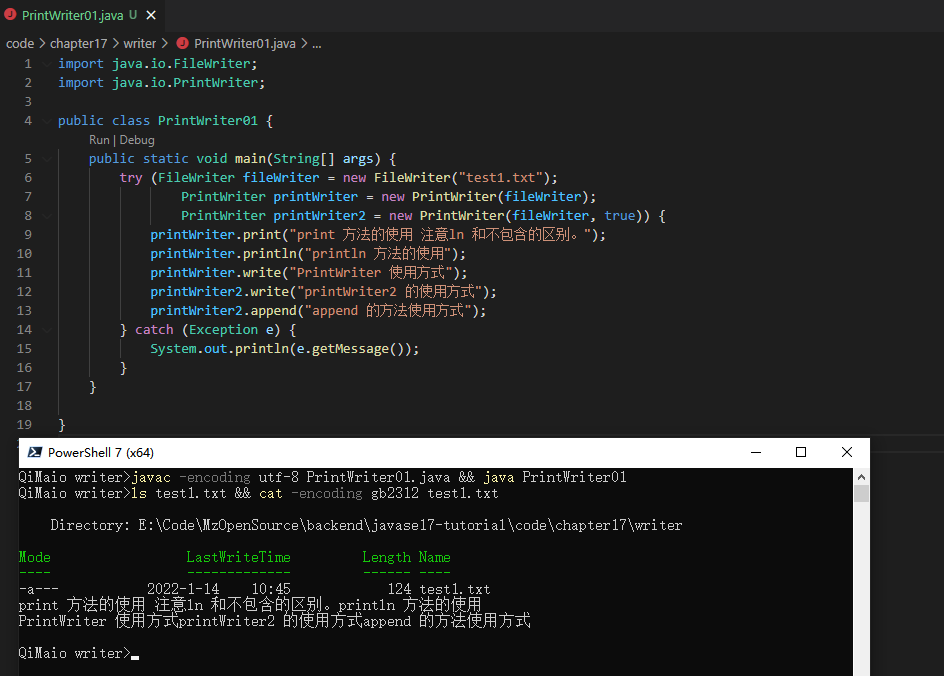 PrintWriter01.java U
code > chapter17 > writer > PrintWriter01.java > ...
1 import java.io.FileWriter;
2 import java.io.PrintWriter;
3
4 public class PrintWriter01 {
Run | Debug
5 public static void main(String[] args) {
6 try (FileWriter fileWriter = new FileWriter("test1.txt");
7 PrintWriter printWriter = new PrintWriter(fileWriter);
8 PrintWriter printWriter2 = new PrintWriter(fileWriter, true)) {
9 printWriter.print("print 方法的使用 注意ln 和不包含的区别。");
10 printWriter.println("println 方法的使用");
11 printWriter.write("PrintWriter 使用方式");
12 printWriter2.write("printWriter2 的使用方式");
13 printWriter2.append("append 的方法使用方式");
14 } catch (Exception e) {
15 System.out.println(e.getMessage());
16 }
17 }
18
19 }
PowerShell 7 (x64)
QiMaio writer>javac -encoding utf-8 PrintWriter01.java && java PrintWriter01
QiMaio writer>ls test1.txt && cat -encoding gb2312 test1.txt
Directory: E:\Code\MzOpenSource\backend\javase17-tutorial\code\chapter17\writer
Mode LastWriteTime Length Name
---- ------------- ------ ----
-a--- 2022-1-14 10:45 124 test1.txt
print 方法的使用 注意ln 和不包含的区别。println 方法的使用
PrintWriter 使用方式printWriter2 的使用方式append 的方法使用方式
QiMaio writer>